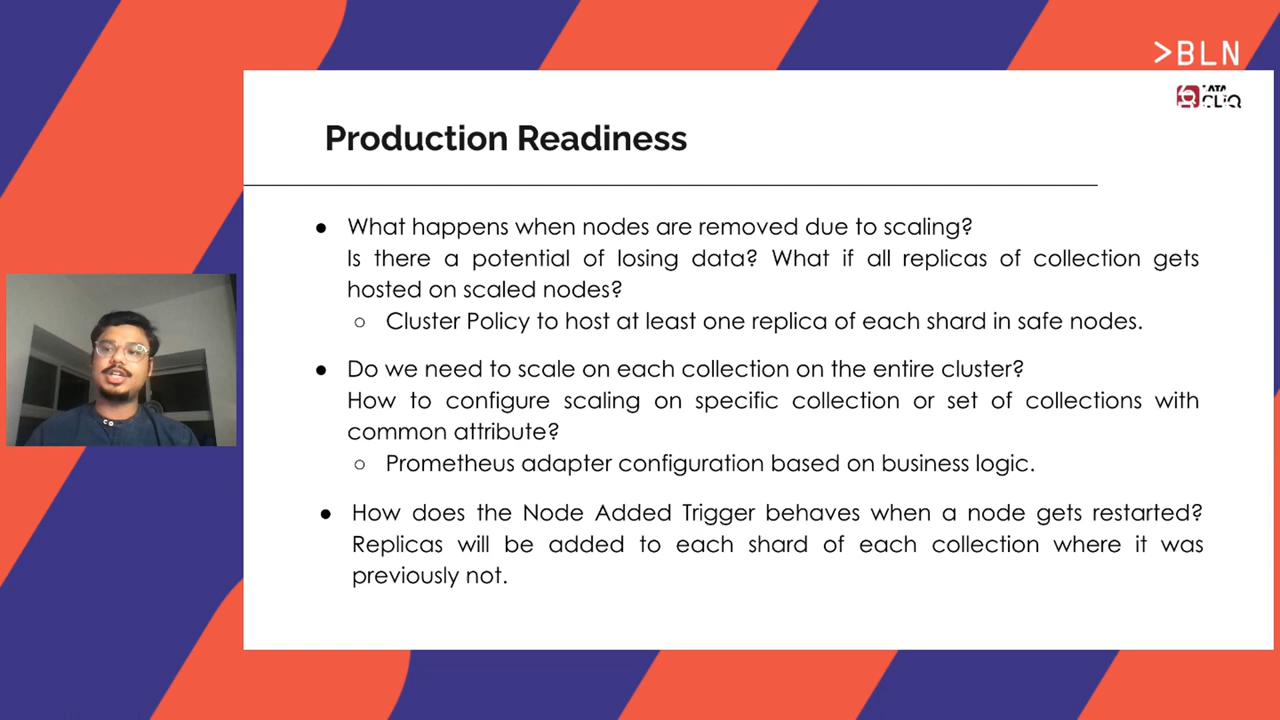 >BLN
TATA
CLiQ
Production Readiness
● What happens when nodes are removed due to scaling?
Is there a potential of losing data? What if all replicas of collection gets
hosted on scaled nodes?
○ Cluster Policy to host at least one replica of each shard in safe nodes.
● Do we need to scale on each collection on the entire cluster?
How to configure scaling on specific collection or set of collections with
common attribute?
○ Prometheus adapter configuration based on business logic.
● How does the Node Added Trigger behaves when a node gets restarted?
Replicas will be added to each shard of each collection where it was
previously not.